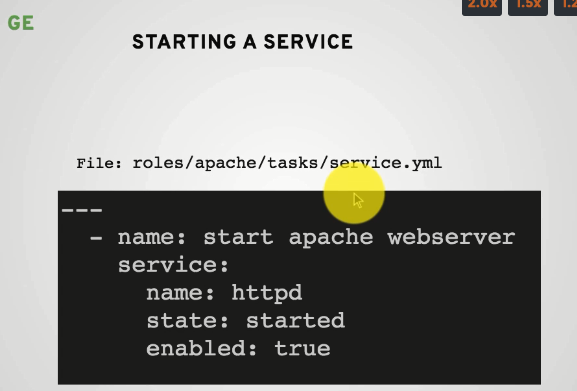 GE
2.0x 1.5x
STARTING A SERVICE
File: roles/apache/tasks/service.yml
---
- name: start apache webserver
service:
name: httpd
state: started
enabled: true